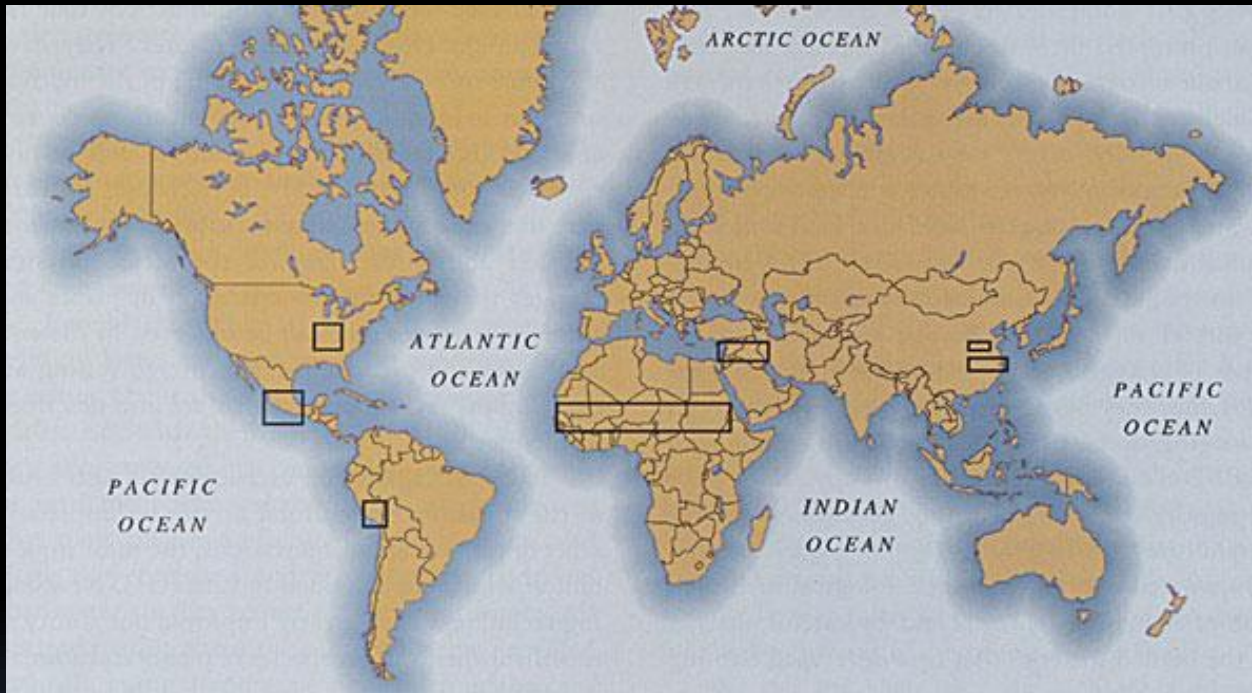 ARCTIC OCEAN
ATLANTIC
OCEAN
PACIFIC
OCEAN
PACIFIC
OCEAN
INDIAN
OCEAN